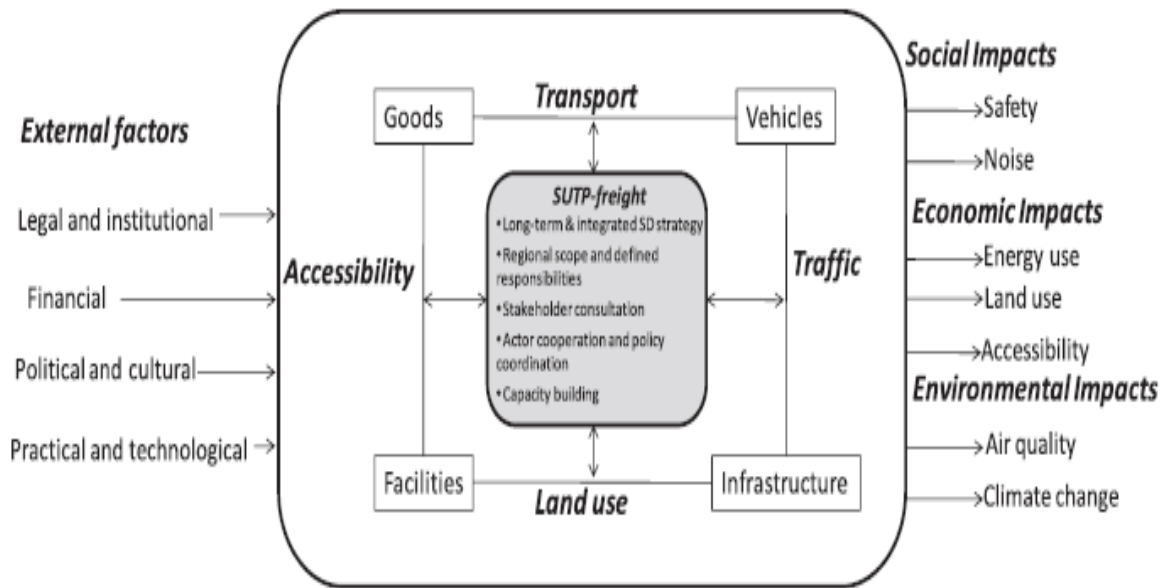 External factors
Legal and institutional
Financial
Political and cultural
Practical and technological
Goods
Transport
Vehicles
Accessibility
SUTP-freight
•Long-term & integrated SD strategy
•Regional scope and defined
responsibilities
•Stakeholder consultation
•Actor cooperation and policy
coordination
•Capacity building
Traffic
Facilities
Land use
Infrastructure
Social Impacts
Safety
Noise
Economic Impacts
Energy use
Land use
Accessibility
Environmental Impacts
Air quality
Climate change